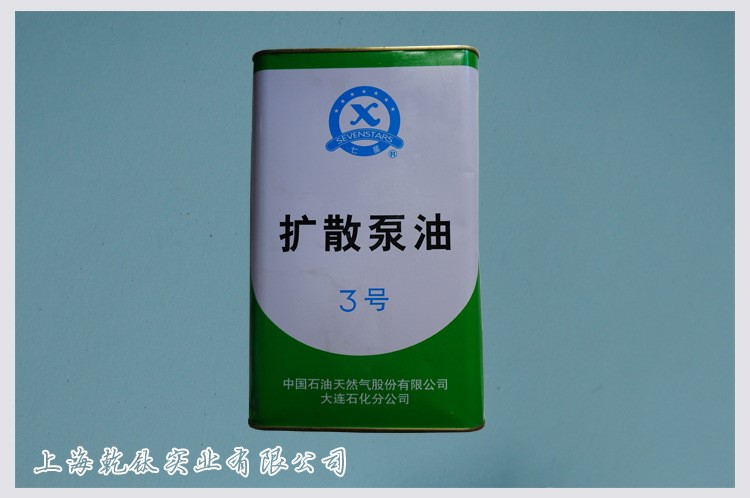 X
SEVENSTARS
七星
®
扩散泵油
3号
中国石油天然气股份有限公司
大连石化分公司
上海乾钛实业有限公司